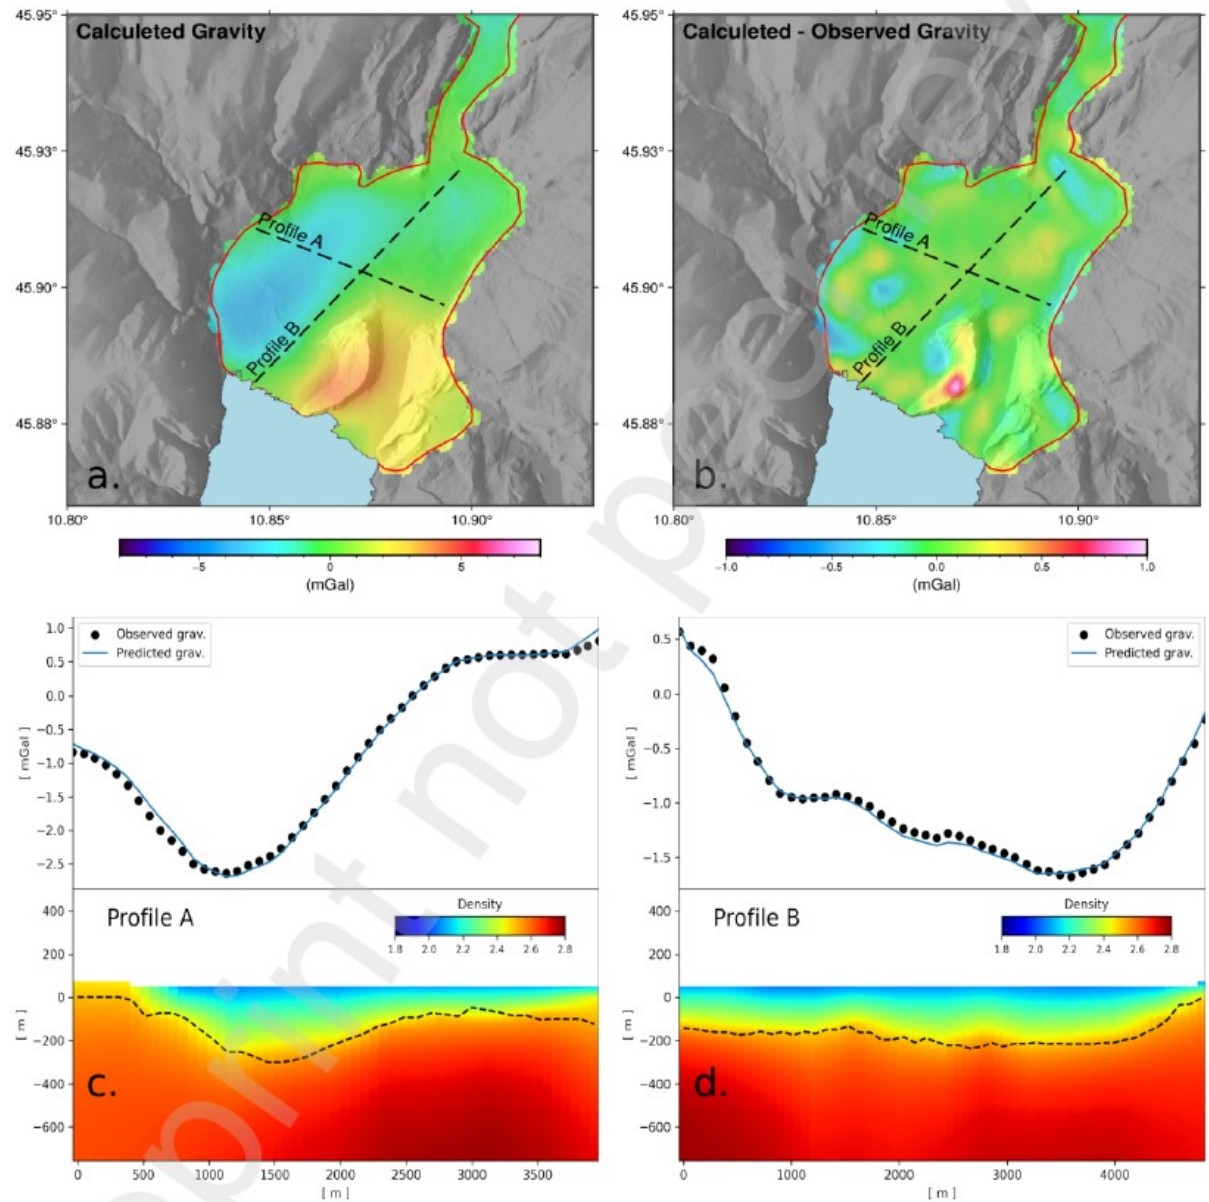 45.95°
45.93°
45.90°
45.88°
10.80°
10.85°
10.90°
Calculeted Gravity
Profile A
Profile B
a.
-5
0
5
(mGal)
45.95°
45.93°
45.90°
45.88°
10.80°
10.85°
10.90°
Calculeted - Observed Gravity
Profile A
Profile B
b.
-1.0
-0.5
0.0
0.5
1.0
(mGal)
1.0
0.5
0.0
−0.5
−1.0
−1.5
−2.0
−2.5
[ mGal]
Observed grav.
Predicted grav.
0.5
0.0
−0.5
−1.0
−1.5
[ mGal]
Observed grav.
Predicted grav.
400
200
0
−200
−400
−600
[ m ]
Profile A
Density
1.8 2.0 2.2 2.4 2.6 2.8
c.
0 500 1000 1500 2000 2500 3000 3500
[ m ]
400
200
0
−200
−400
−600
[ m ]
Profile B
Density
1.8 2.0 2.2 2.4 2.6 2.8
d.
0 1000 2000 3000 4000
[ m ]